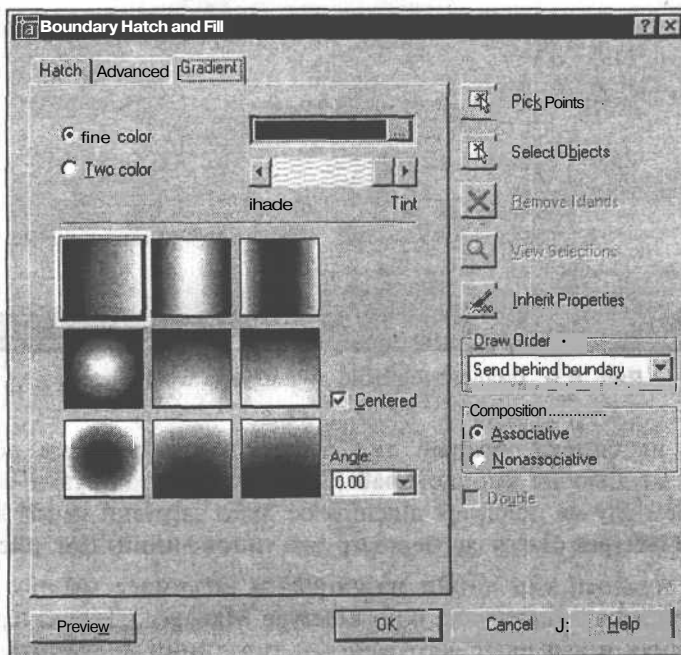 Boundary Hatch and Fill
Hatch Advanced Gradient
fine color
Two color
ihade Tint
Centered
Angle:
0.00
Pick Points
Select Objects
Remove Islands
View Selections
Inherit Properties
Draw Order
Send behind boundary
Composition..............
Associative
Nonassociative
Double
Preview OK Cancel J: Help